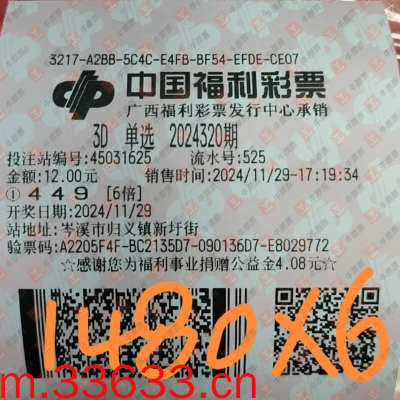 3217-A2BB-5C4C-E4FB-BF54-EFDE-CE07
中国福利彩票
广西福利彩票发行中心承销
3D 单选 2024320期
投注站编号:45031625 流水号:525
金额:12.00元 销售时间:2024/11/29-17:19:34
① 4 4 9 [6倍]
开奖日期:2024/11/29
站地址:岑溪市归义镇新圩街
验票码:A2205F4F-BC2135D7-090136D7-E8029772
☆感谢您为福利事业捐赠公益金4.08元☆
1480X6
m.33633.cn